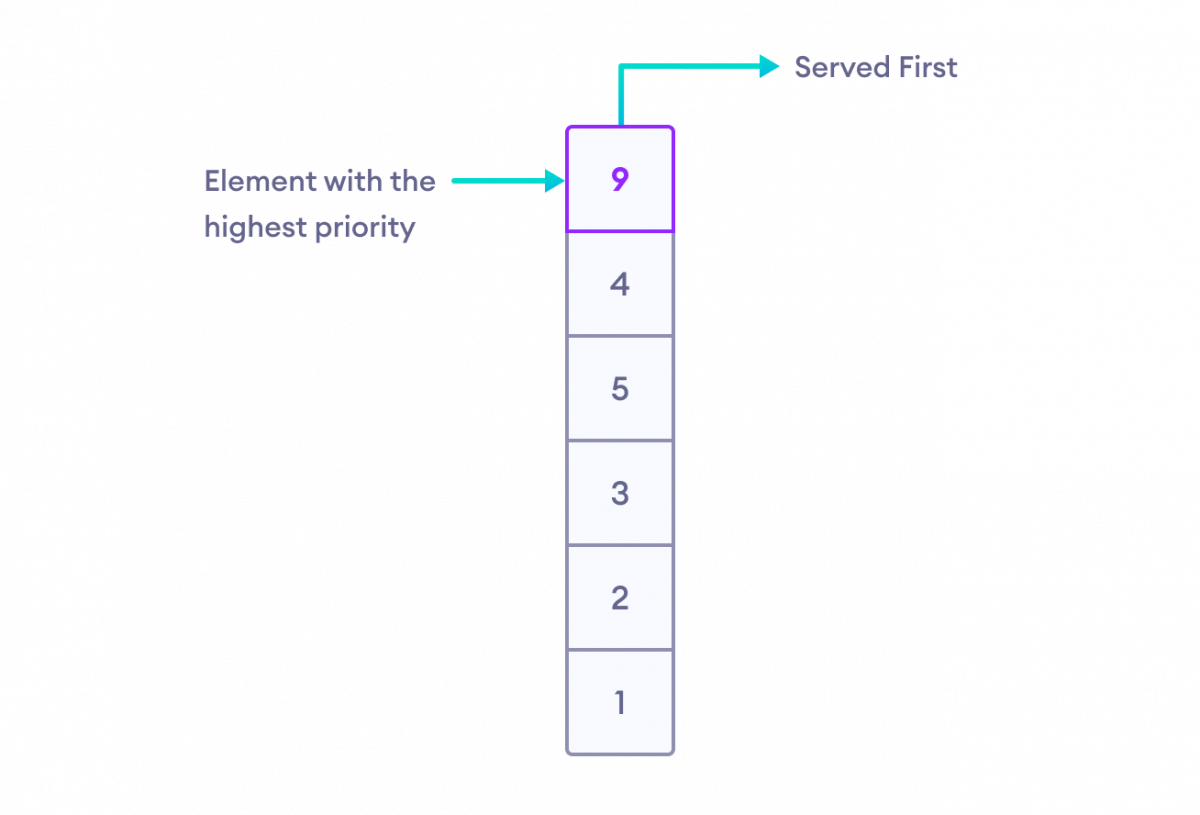 Served First
Element with the
highest priority
9
4
5
3
2
1